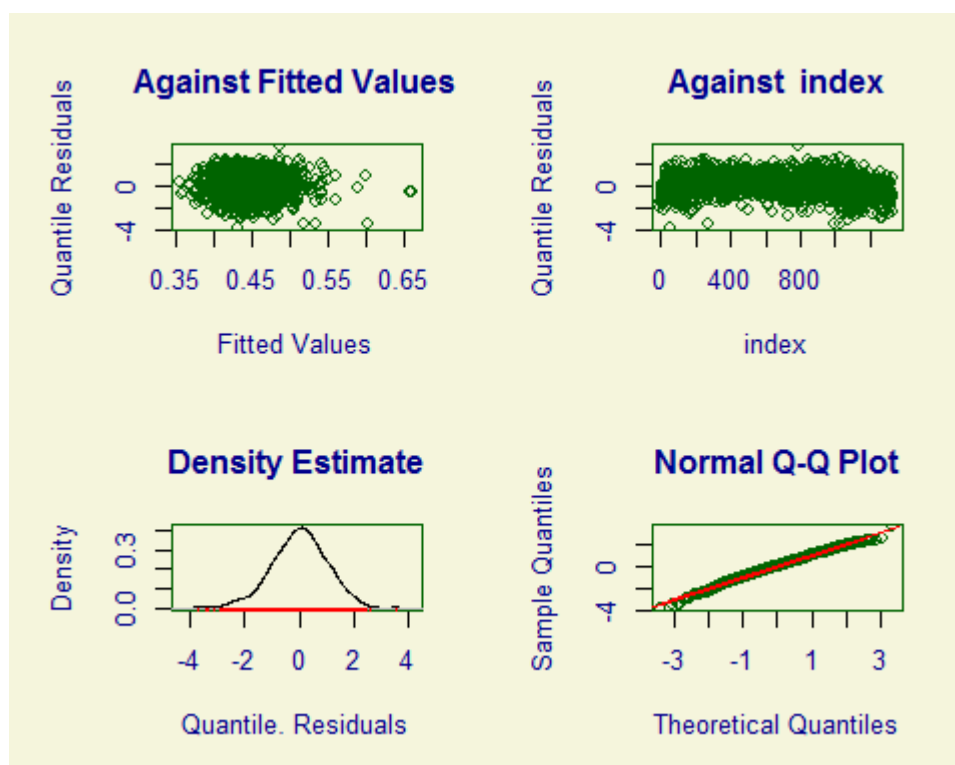 Against Fitted Values
Quantile Residuals
0
-4
0.35 0.45 0.55 0.65
Fitted Values
Against index
Quantile Residuals
0
-4
0 400 800
index
Density Estimate
Density
0.3
0.0
-4 -2 0 2 4
Quantile. Residuals
Normal Q-Q Plot
Sample Quantiles
0
-4
-3 -1 1 3
Theoretical Quantiles